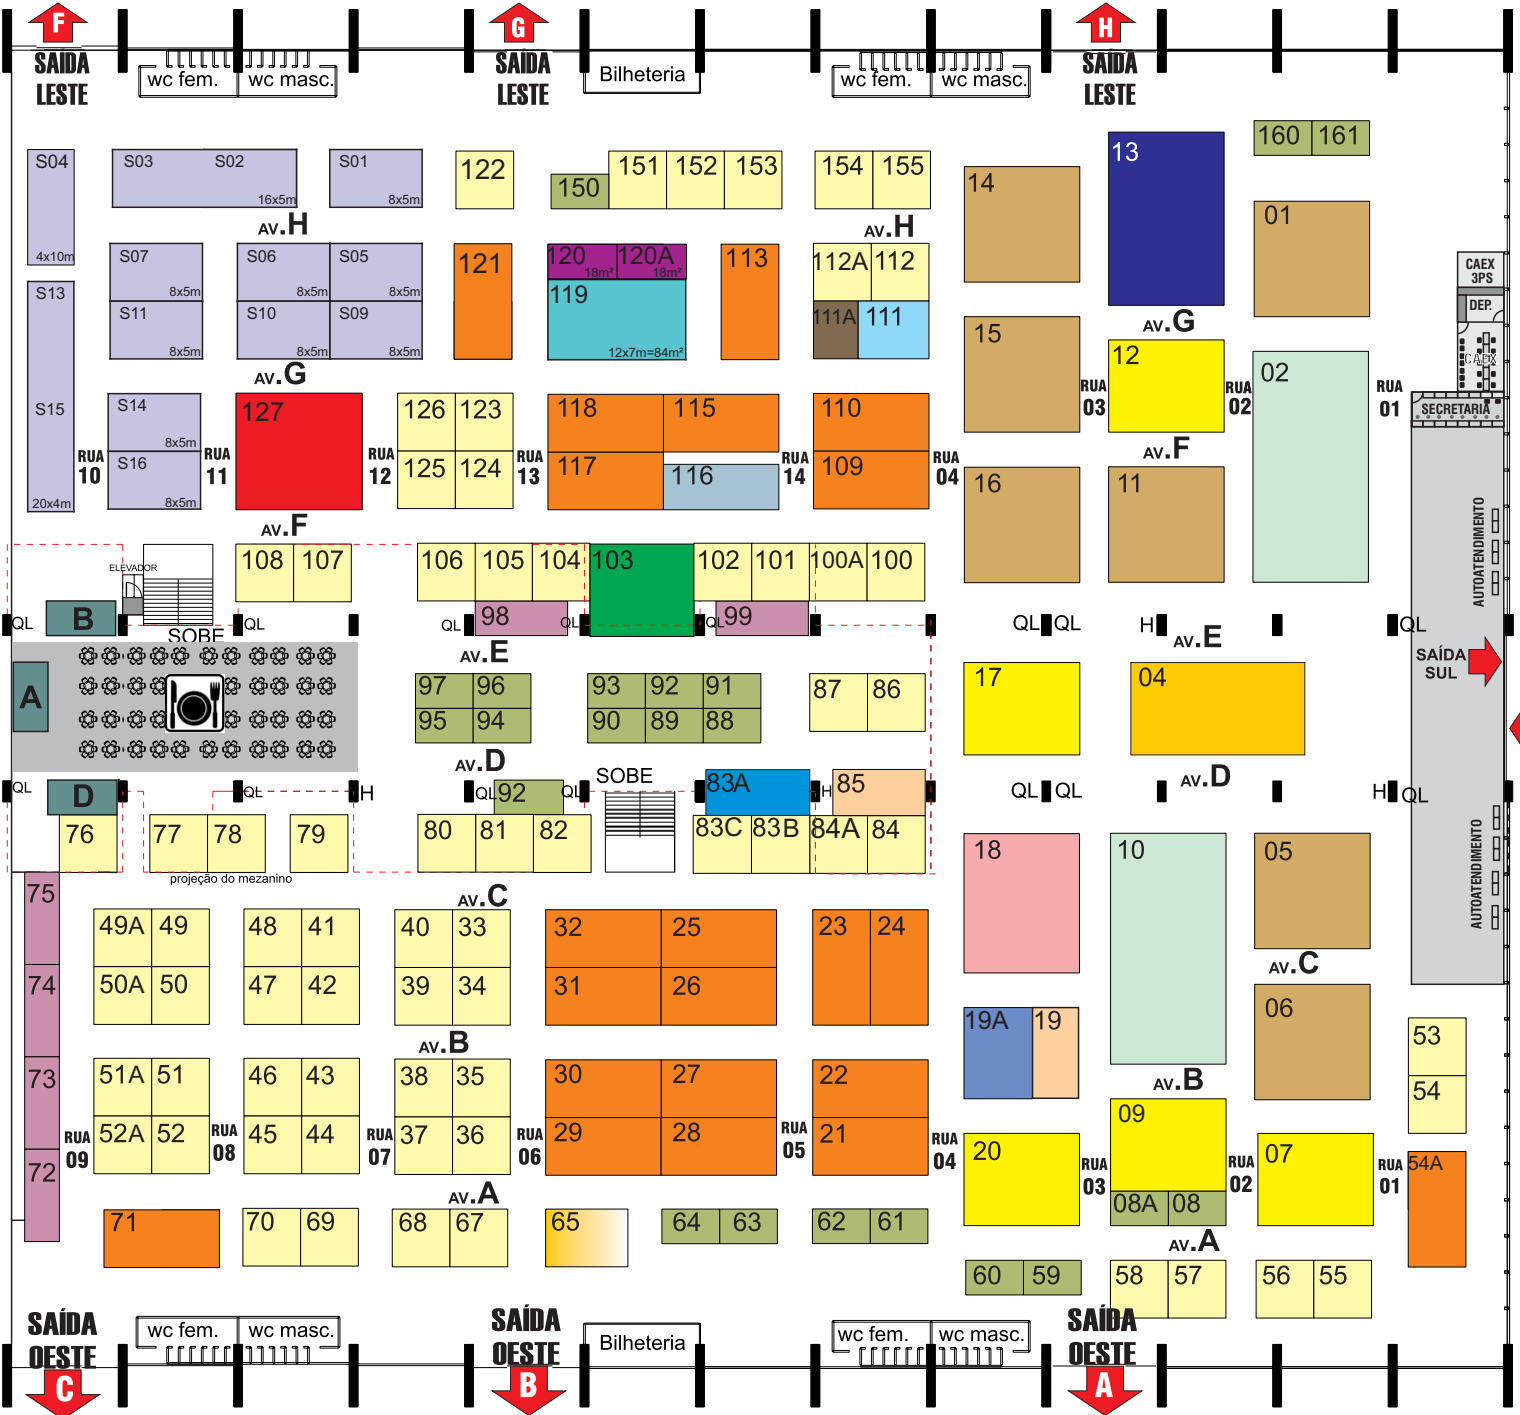 F
G
H
SAÍDA
LESTE
wc fem.
wc masc.
SAÍDA
LESTE
Bilheteria
wc fem.
wc masc.
SAÍDA
LESTE
S04
4x10m
S03
S02
16x5m
S01
8x5m
122
150
151
152
153
154
155
14
13
160
161
01
AV.H
AV.H
S07
8x5m
S06
8x5m
S05
8x5m
121
120
18m²
120A
18m²
113
112A
112
S13
S11
8x5m
S10
8x5m
S09
8x5m
119
12x7m=84m²
111A
111
15
AV.G
CAEX
3PS
DEP.
CAEX
AV.G
12
02
RUA
03
RUA
02
RUA
01
SECRETARIA
S15
20x4m
S14
8x5m
127
126
123
118
115
110
S16
8x5m
125
124
117
116
109
RUA
10
RUA
11
RUA
12
RUA
13
RUA
14
RUA
04
16
AV.F
11
AUTOATENDIMENTO
AV.F
ELEVADOR
108
107
106
105
104
103
102
101
100A
100
B
98
99
QL
QL
QL
QL
QL
QL
QL
H
QL
SOBE
AV.E
AV.E
SAÍDA
SUL
A
97
96
93
92
91
87
86
17
04
95
94
90
89
88
AV.D
SOBE
AV.D
QL
D
QL
H
QL
92
QL
83A
H
85
QL
QL
H
QL
76
77
78
79
80
81
82
83C
83B
84A
84
18
10
05
AUTOATENDIMENTO
projeção do mezanino
75
AV.C
49A
49
48
41
40
33
32
25
23
24
AV.C
74
50A
50
47
42
39
34
31
26
19A
19
06
53
AV.B
73
51A
51
46
43
38
35
30
27
22
AV.B
54
52A
52
45
44
37
36
29
28
21
09
RUA
09
RUA
08
RUA
07
RUA
06
RUA
05
RUA
04
20
RUA
03
RUA
02
07
RUA
01
54A
72
AV.A
08A
08
71
70
69
68
67
65
64
63
62
61
AV.A
60
59
58
57
56
55
SAÍDA
OESTE
wc fem.
wc masc.
SAÍDA
OESTE
Bilheteria
wc fem.
wc masc.
SAÍDA
OESTE
C
B
A